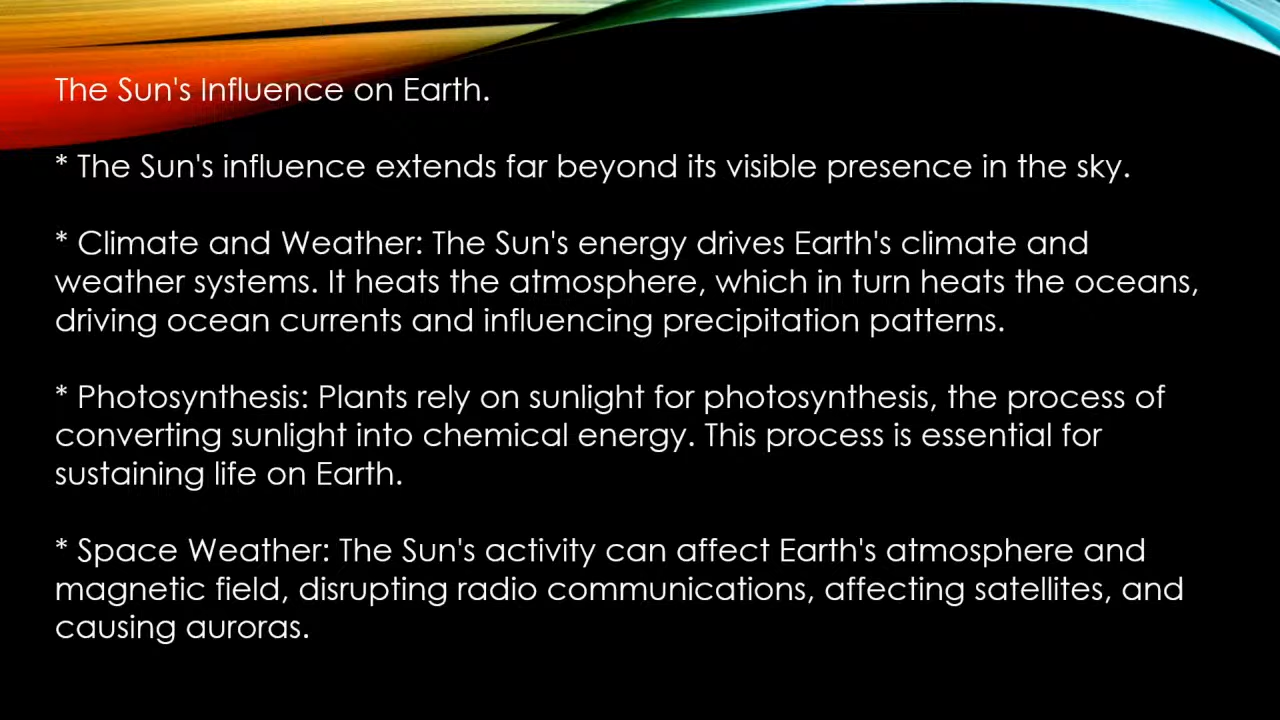 The Sun's Influence on Earth.
* The Sun's influence extends far beyond its visible presence in the sky.
* Climate and Weather: The Sun's energy drives Earth's climate and
weather systems. It heats the atmosphere, which in turn heats the oceans,
driving ocean currents and influencing precipitation patterns.
* Photosynthesis: Plants rely on sunlight for photosynthesis, the process of
converting sunlight into chemical energy. This process is essential for
sustaining life on Earth.
* Space Weather: The Sun's activity can affect Earth's atmosphere and
magnetic field, disrupting radio communications, affecting satellites, and
causing auroras.